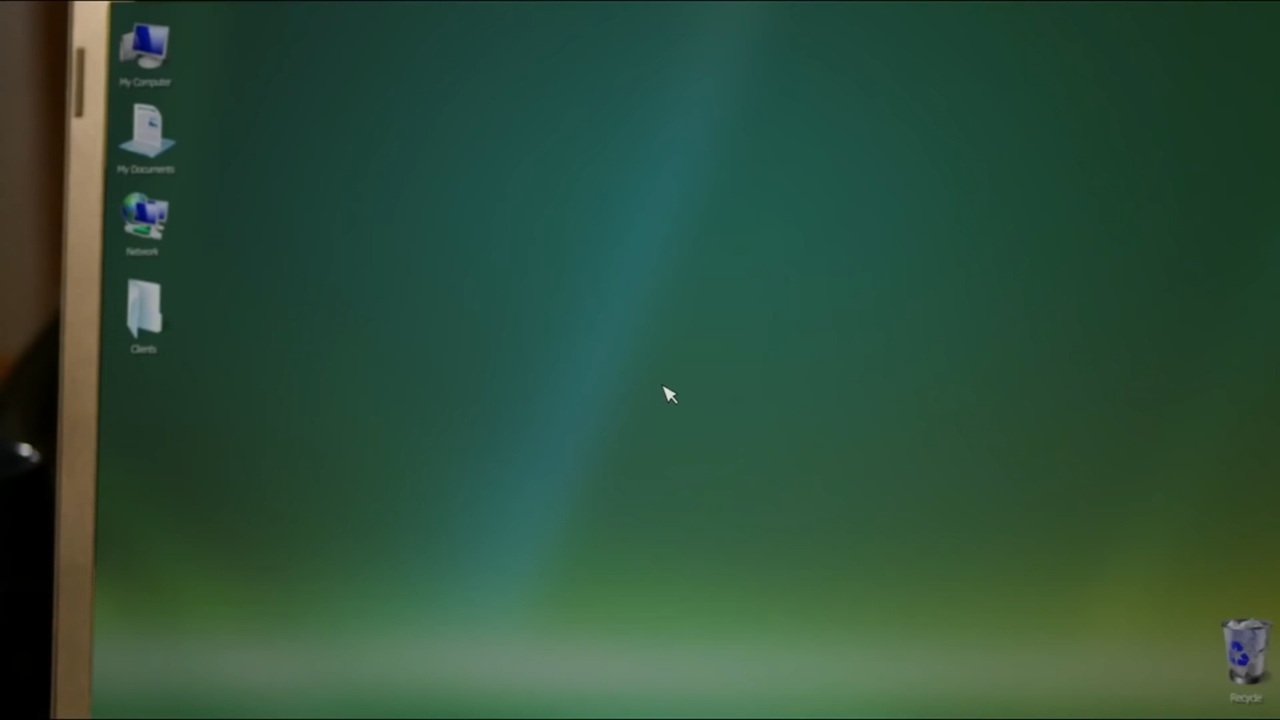 My Computer
My Documents
Network
Clients
Recycle